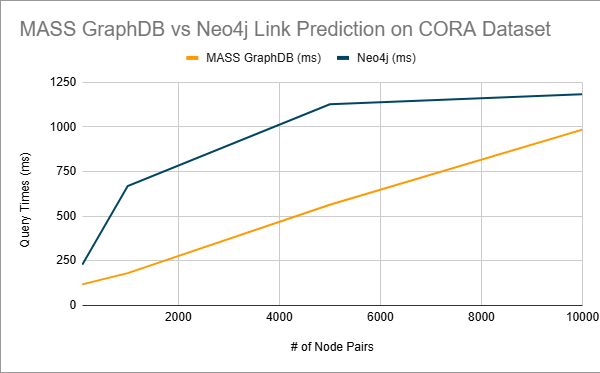 MASS GraphDB vs Neo4j Link Prediction on CORA Dataset
MASS GraphDB (ms) Neo4j (ms)
1250
1000
750
500
250
0
Query Times (ms)
2000 4000 6000 8000 10000
# of Node Pairs